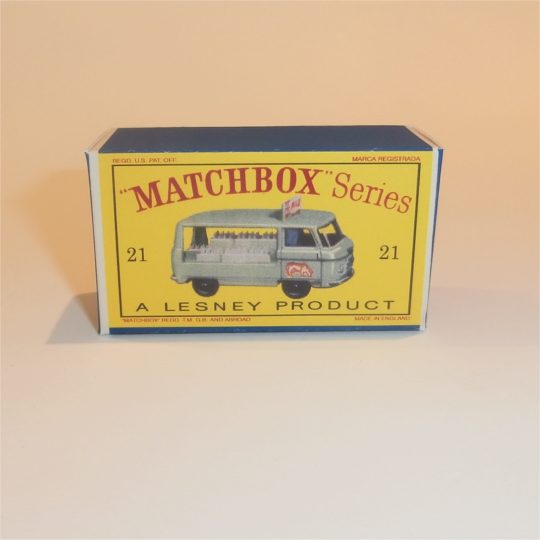 REGD. U.S. PAT. OFF. MARCA REGISTRADA
"MATCHBOX" Series
21 21
A LESNEY PRODUCT
"MATCHBOX" REGD. T.M. G.B. AND ABROAD MADE IN ENGLAND